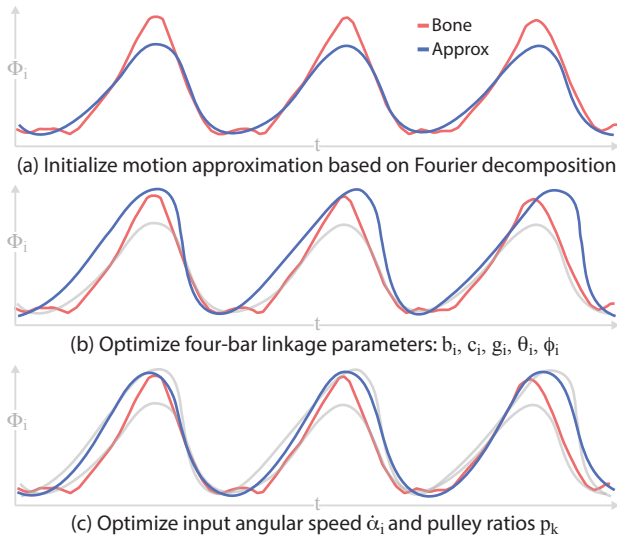 Bone
Approx
Φi
t
(a) Initialize motion approximation based on Fourier decomposition
Φi
t
(b) Optimize four-bar linkage parameters: bi, ci, gi, θi, ϕi
Φi
t
(c) Optimize input angular speed α̇i and pulley ratios pk